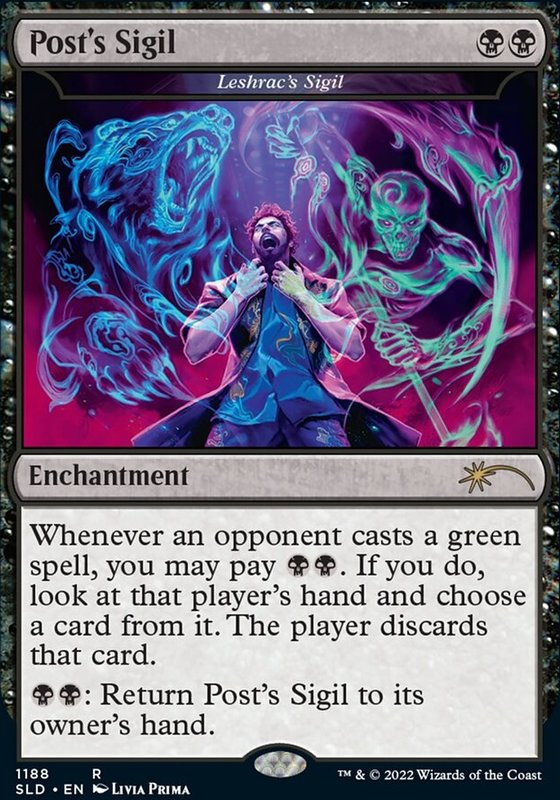 Post's Sigil
Leshrac's Sigil
Enchantment
Whenever an opponent casts a green
spell, you may pay . If you do,
look at that player's hand and choose
a card from it. The player discards
that card.
: Return Post's Sigil to its
owner's hand.
1188 R
SLD • EN LIVIA PRIMA
™ & © 2022 Wizards of the Coast